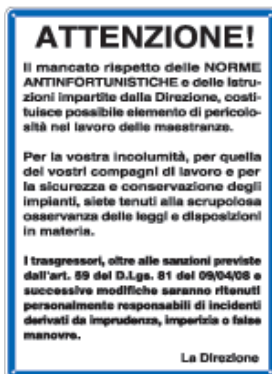 ATTENZIONE!
Il mancato rispetto delle NORME
ANTINFORTUNISTICHE e delle Istru-
zioni impartite dalla Direzione, costi-
tuisce possibile elemento di pericolo-
sità nel lavoro delle maestranze.
Per la vostra incolumità, per quella
dei vostri compagni di lavoro e per
la sicurezza e conservazione degli
impianti, siete tenuti alla scrupolosa
osservanza delle leggi e disposizioni
in materia.
I trasgressori, oltre alle sanzioni previste
dall'art. 59 del D.Lgs. 81 del 09/04/08 e
successive modifiche saranno ritenuti
personalmente responsabili di incidenti
derivati da imprudenza, imperizia o false
manovre.
La Direzione